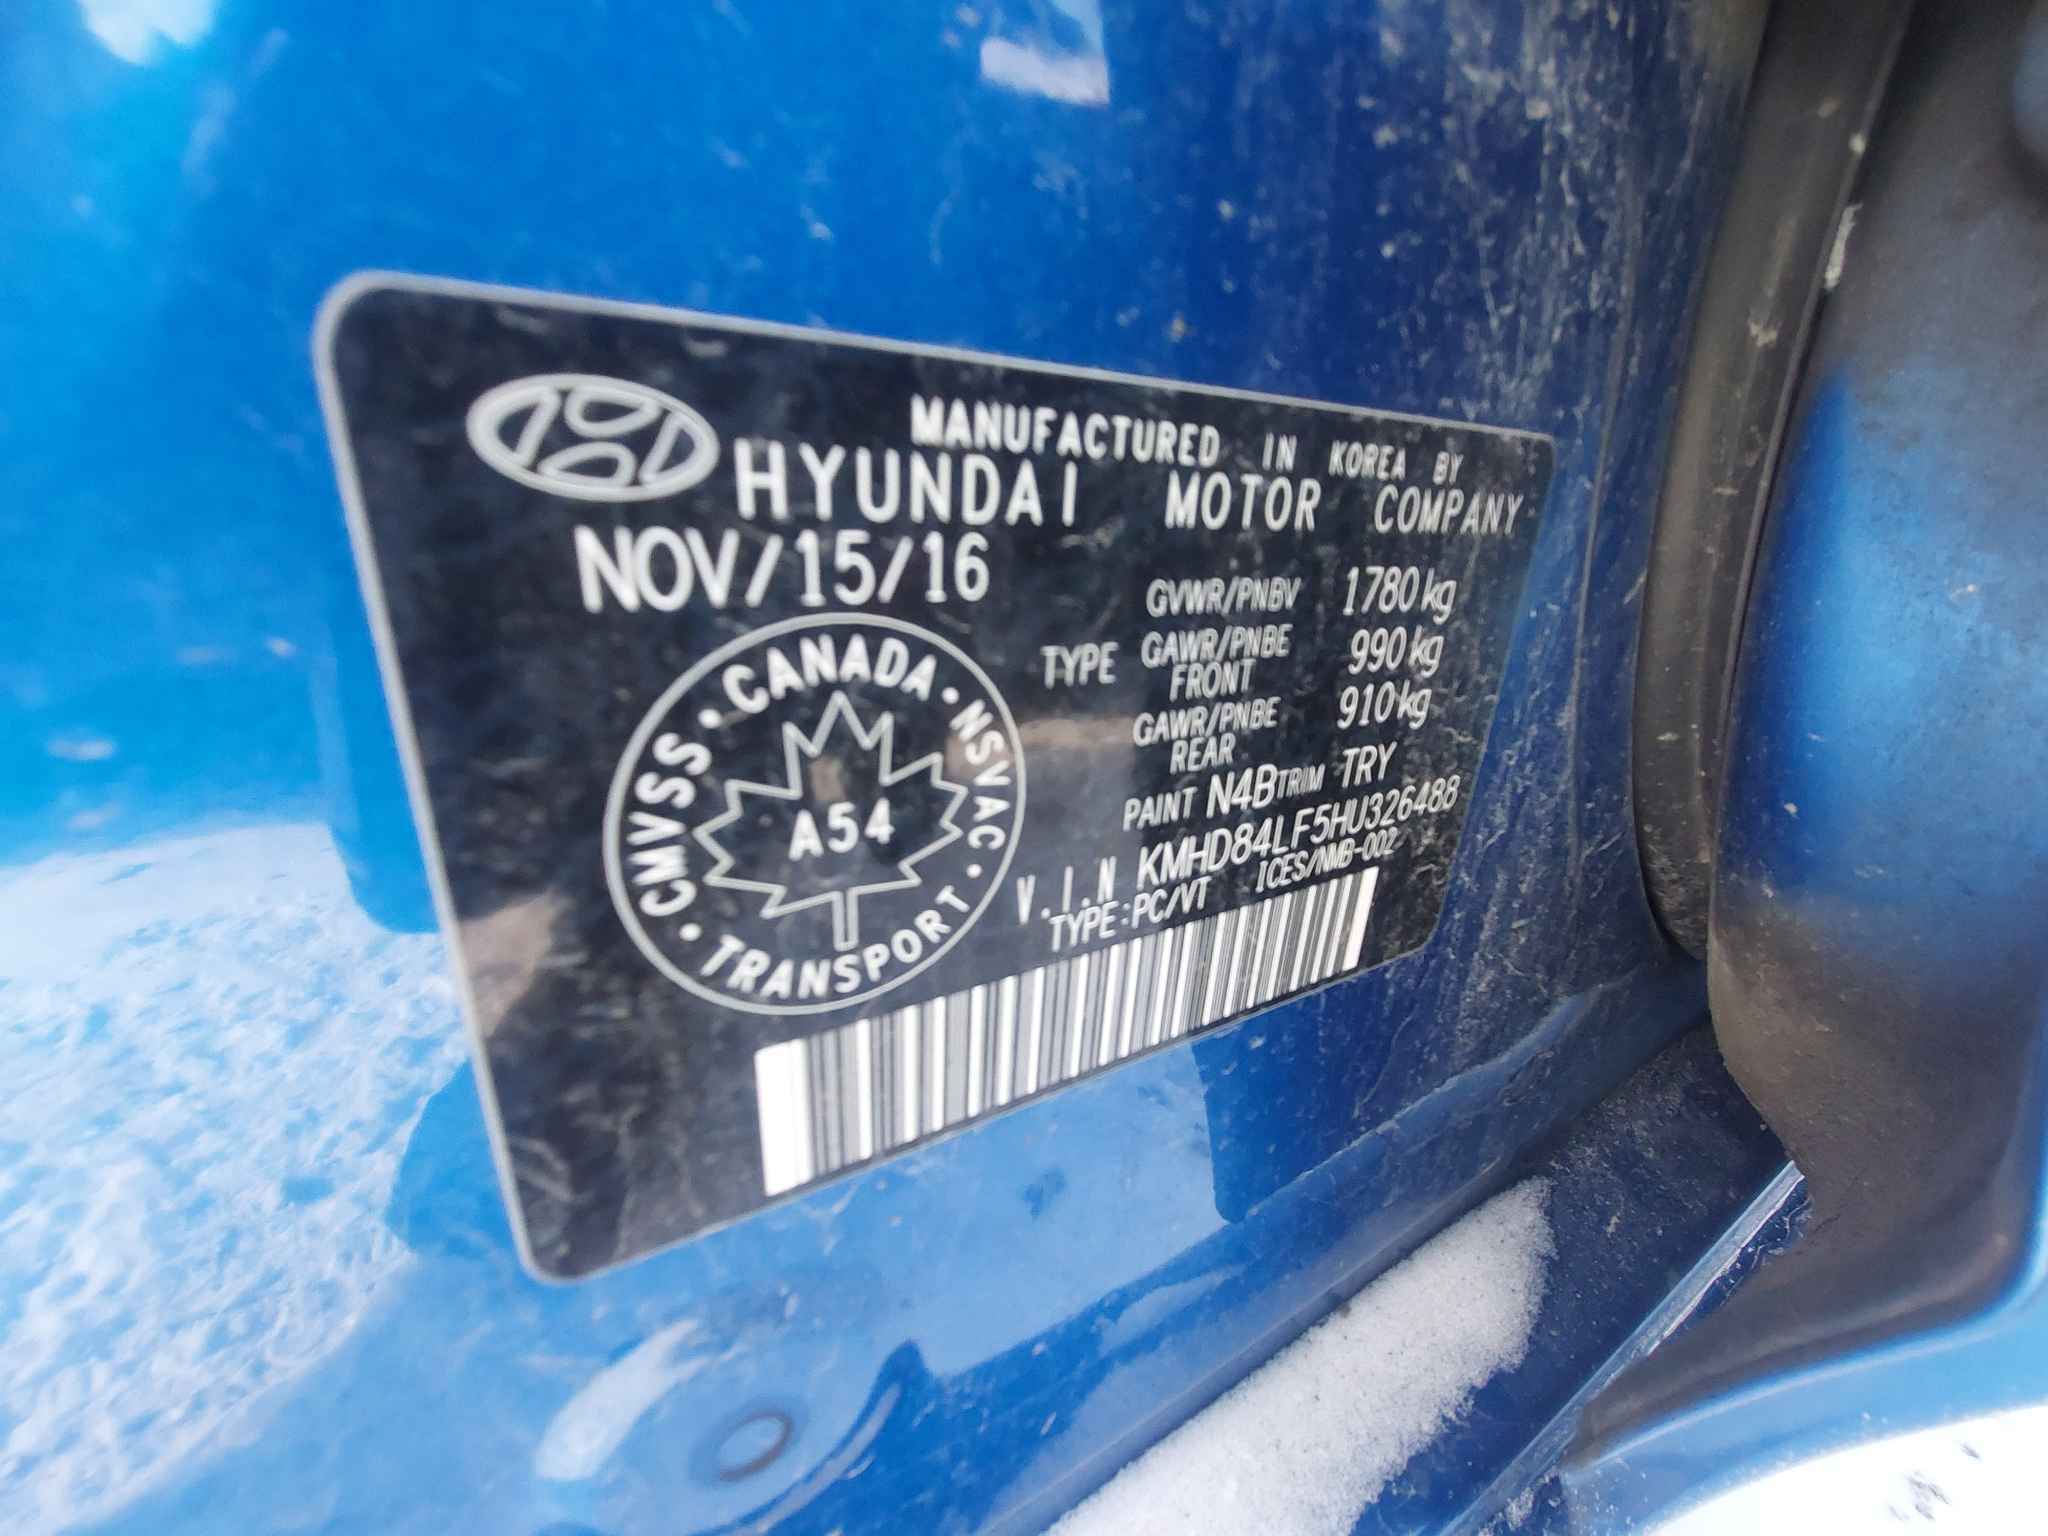 MANUFACTURED IN KOREA BY
HYUNDAI MOTOR COMPANY
NOV/15/16
GVWR/PNBV 1780kg
TYPE GAWR/PNBE FRONT 990kg
GAWR/PNBE REAR 910kg
PAINT N4B TRIM TRY
V.I.N KMHD84LF5HU326488
TYPE:PC/VT ICES/NMB-002
CMVSS · CANADA · NSVAC · TRANSPORT ·
A54